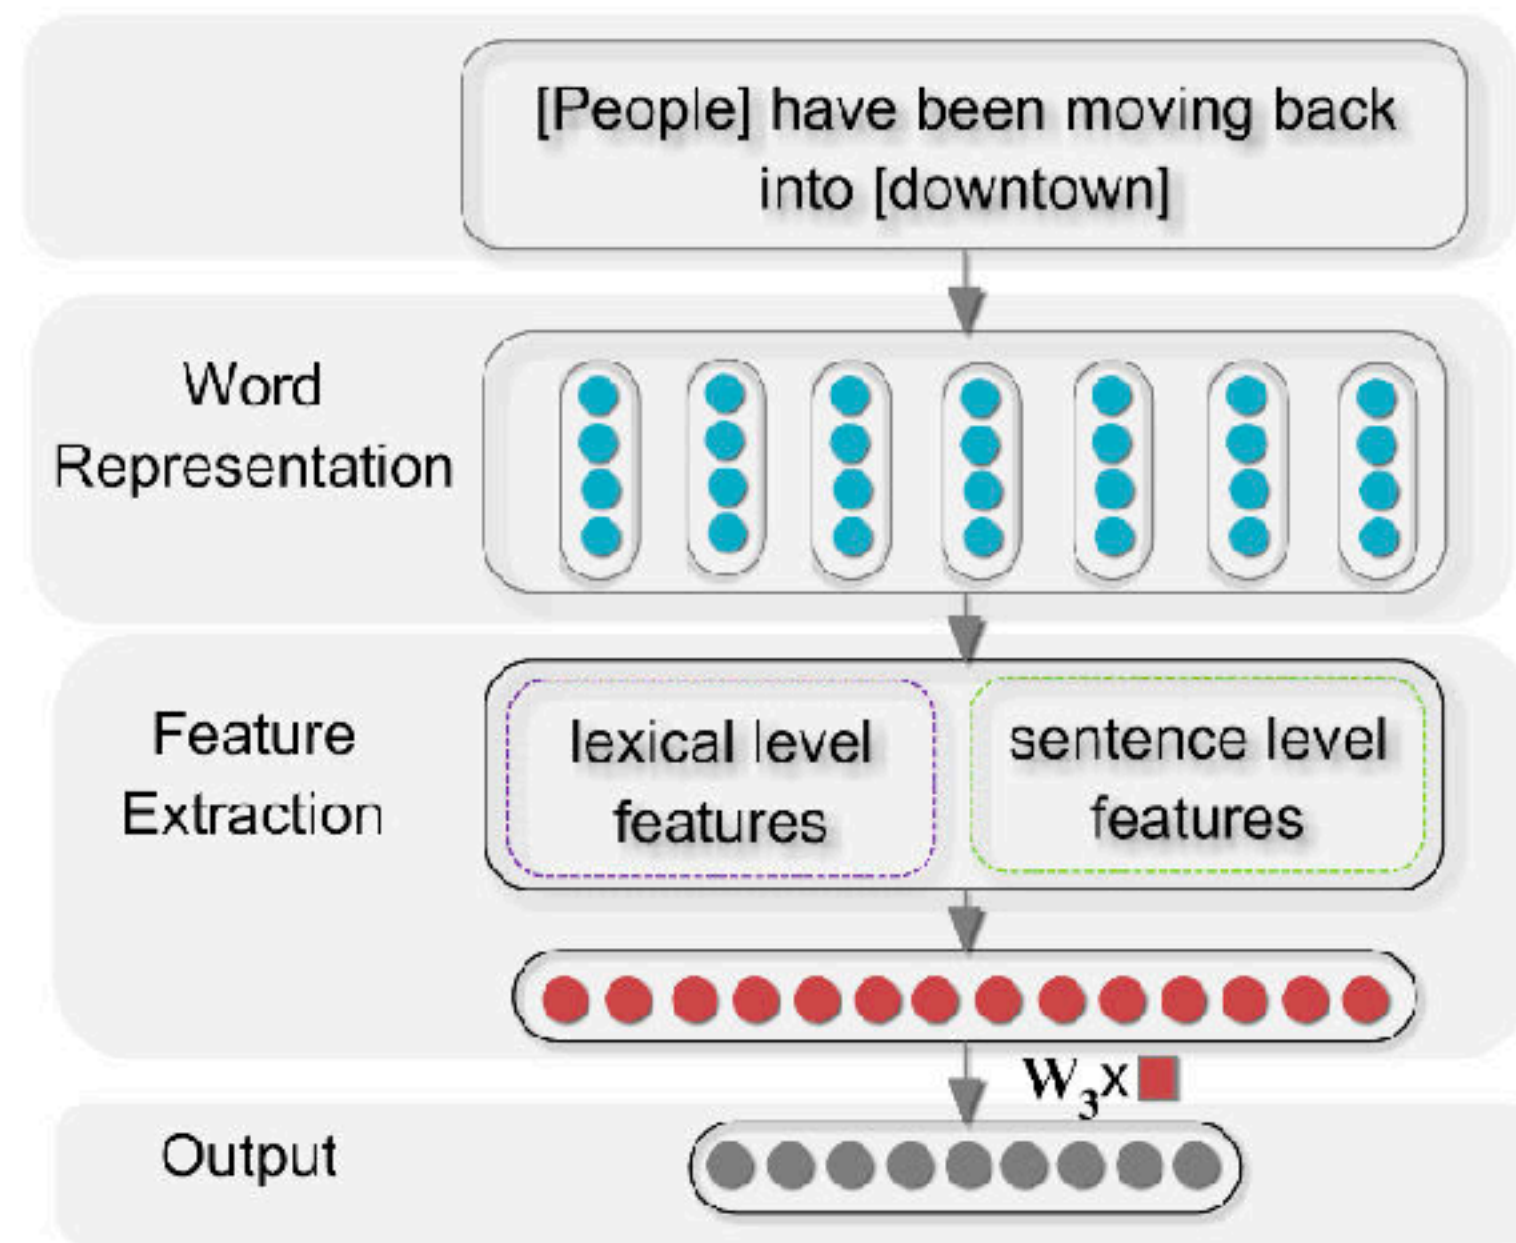 [People] have been moving back
into [downtown]
Word
Representation
Feature
Extraction
lexical level
features
sentence level
features
W₃x
Output